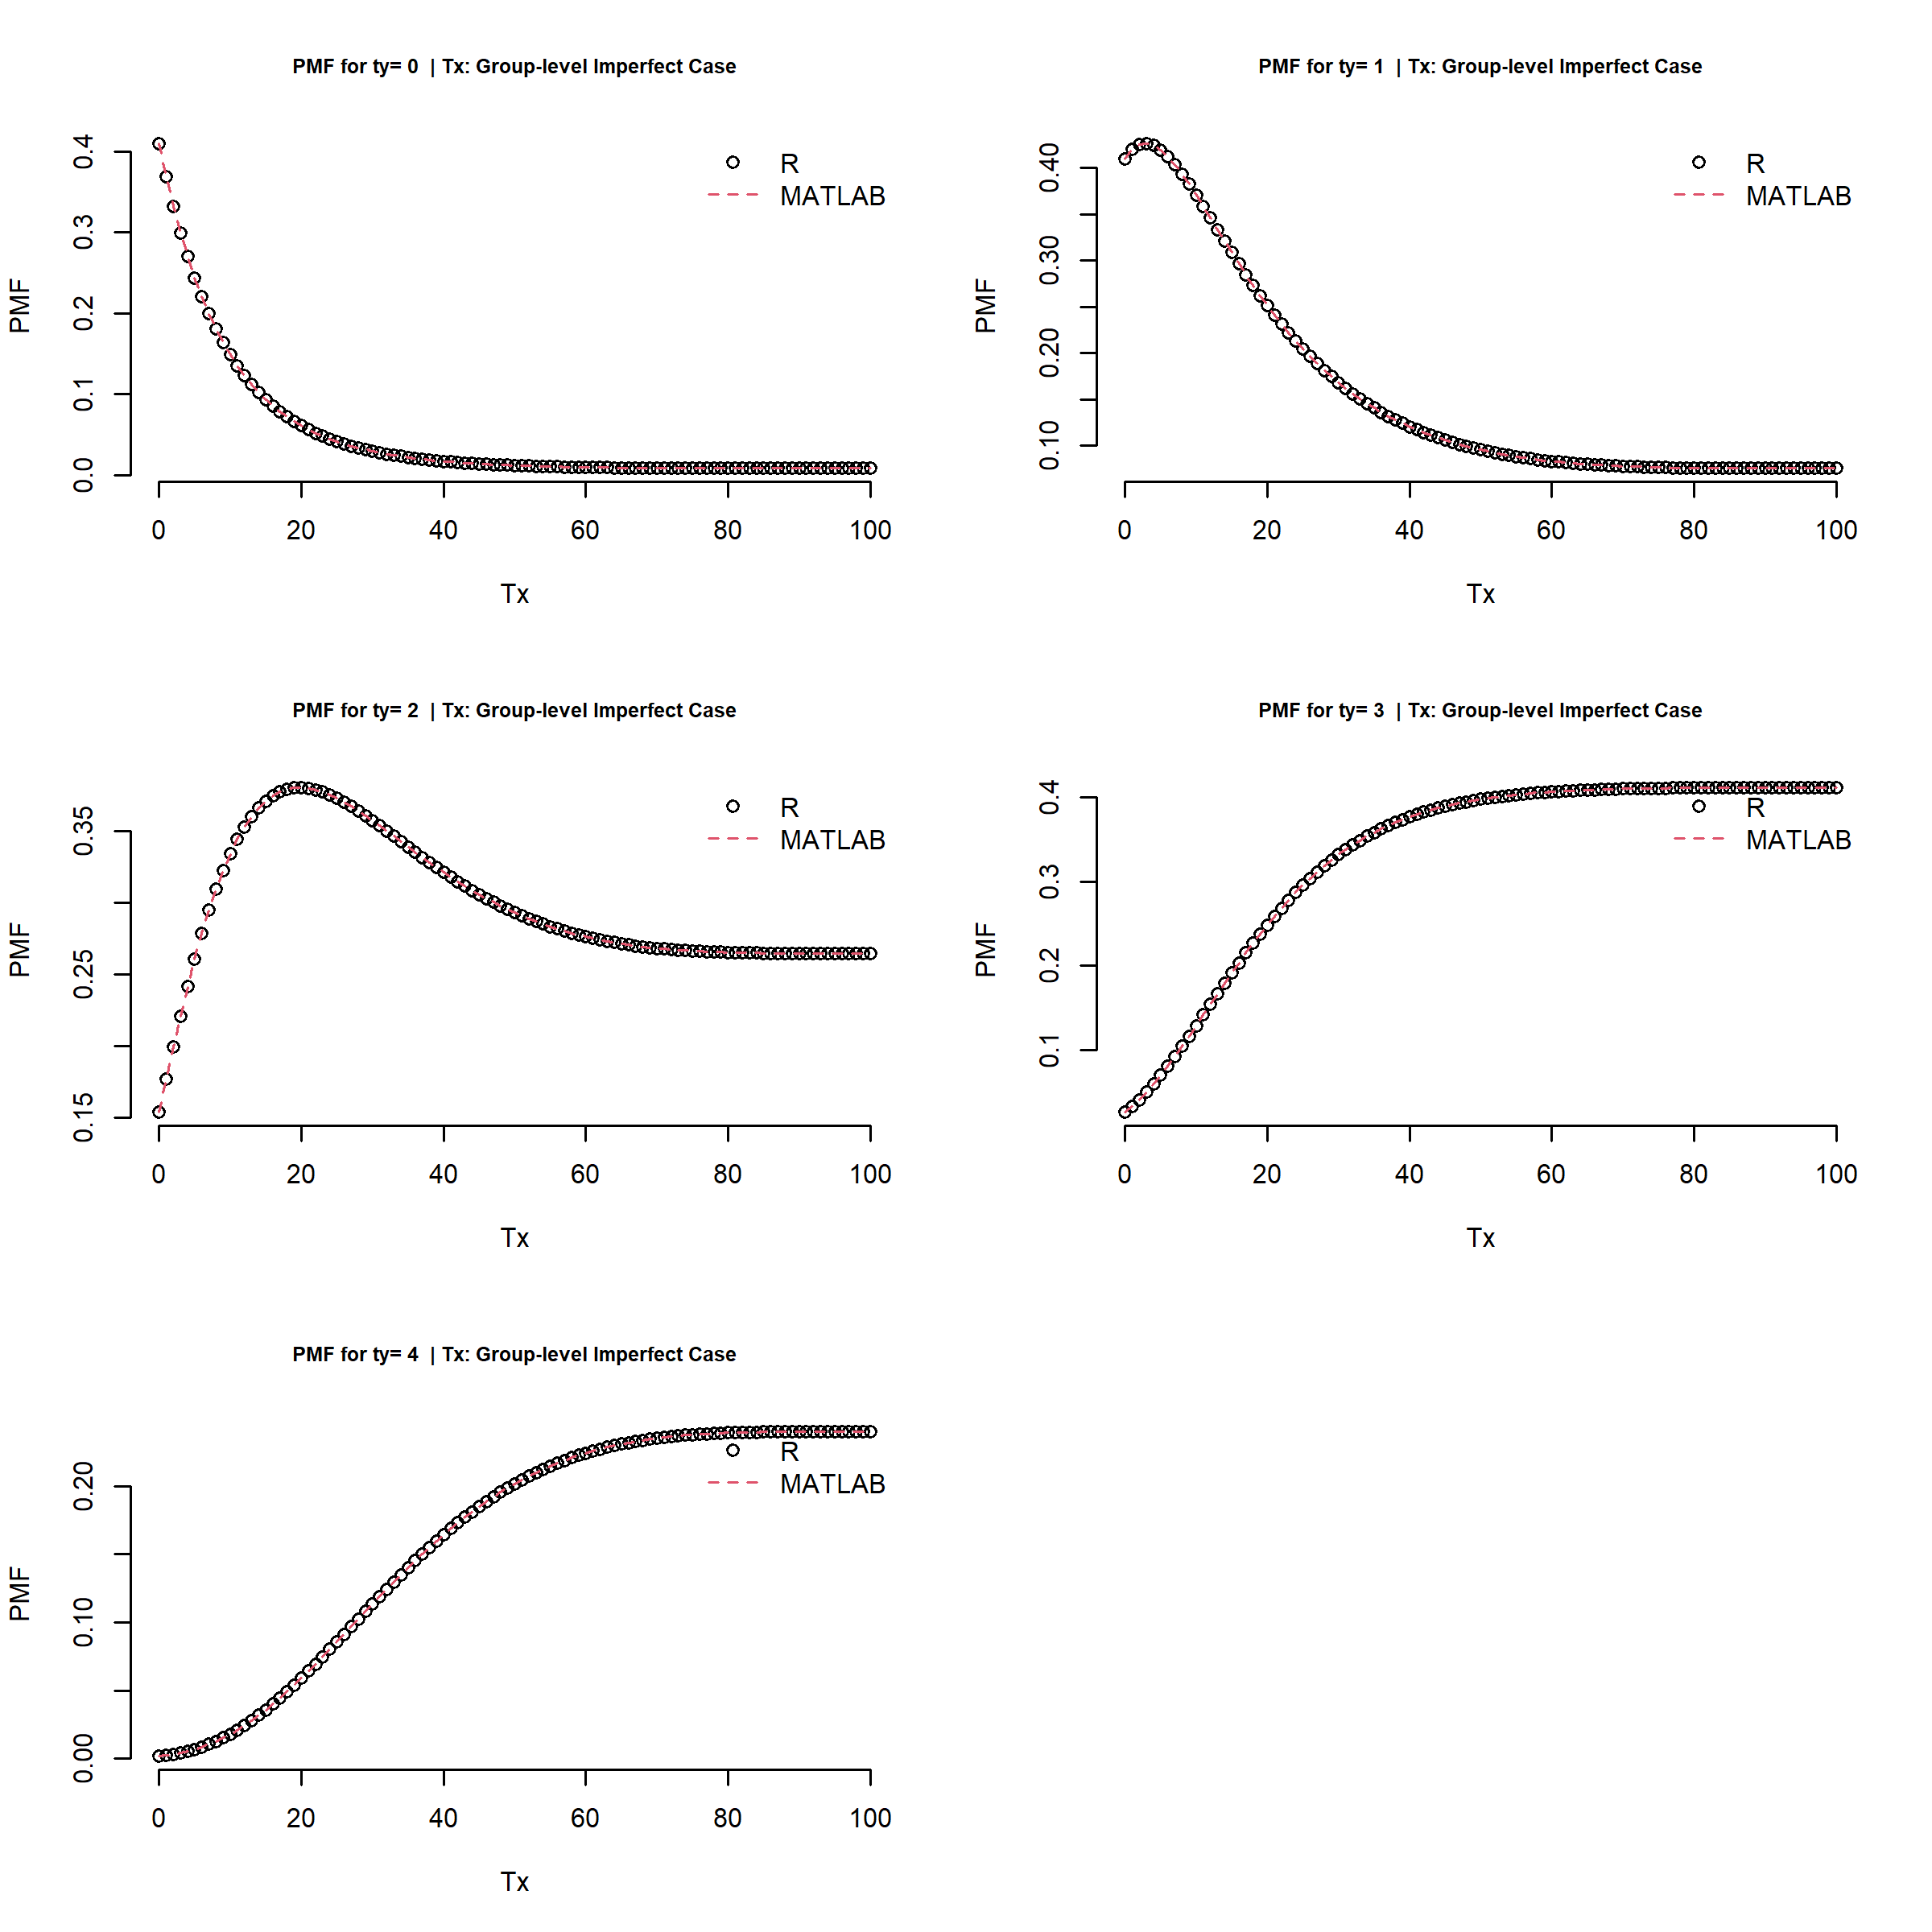 PMF for ty= 0 | Tx: Group-level Imperfect Case
PMF
0.0 0.1 0.2 0.3 0.4
R
MATLAB
0 20 40 60 80 100
Tx
PMF for ty= 1 | Tx: Group-level Imperfect Case
PMF
0.10 0.20 0.30 0.40
R
MATLAB
0 20 40 60 80 100
Tx
PMF for ty= 2 | Tx: Group-level Imperfect Case
PMF
0.15 0.25 0.35
R
MATLAB
0 20 40 60 80 100
Tx
PMF for ty= 3 | Tx: Group-level Imperfect Case
PMF
0.1 0.2 0.3 0.4
R
MATLAB
0 20 40 60 80 100
Tx
PMF for ty= 4 | Tx: Group-level Imperfect Case
PMF
0.00 0.10 0.20
R
MATLAB
0 20 40 60 80 100
Tx